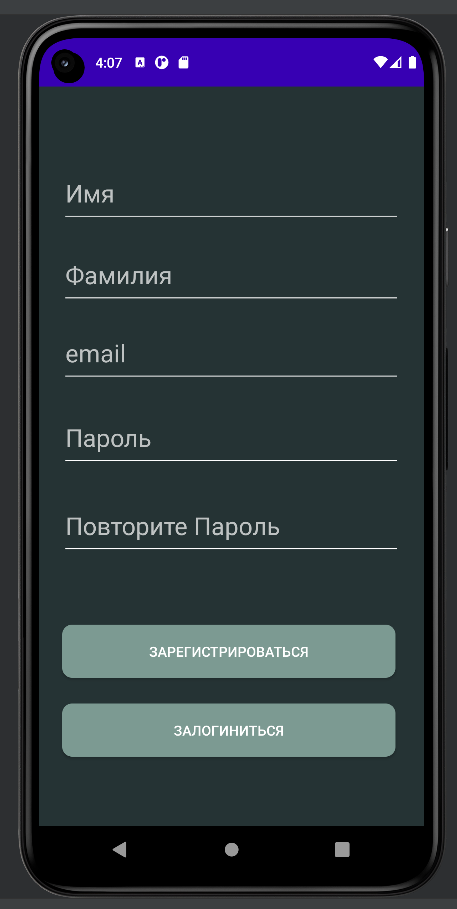 4:07
Имя
Фамилия
email
Пароль
Повторите Пароль
ЗАРЕГИСТРИРОВАТЬСЯ
ЗАЛОГИНИТЬСЯ